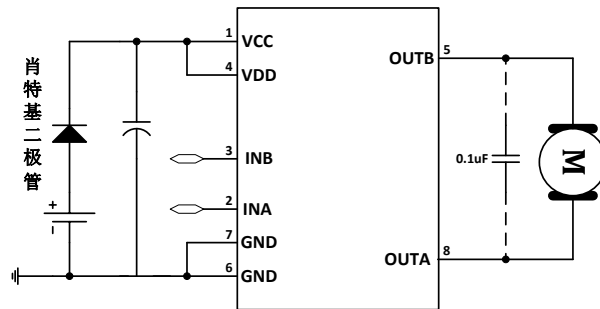 肖特基二极管
+
−
1
VCC
4
VDD
3
INB
2
INA
7
GND
6
GND
OUTB
5
OUTA
8
0.1uF
M